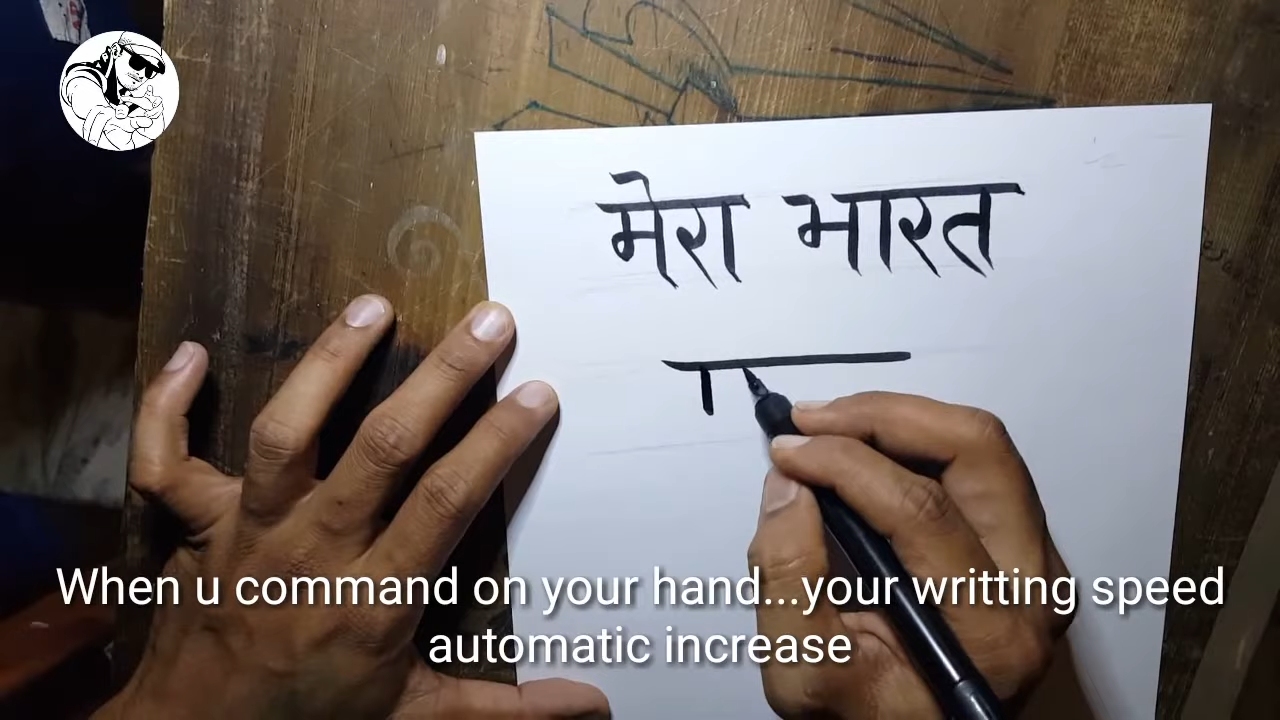 मेरा भारत
When u command on your hand...your writting speed
automatic increase